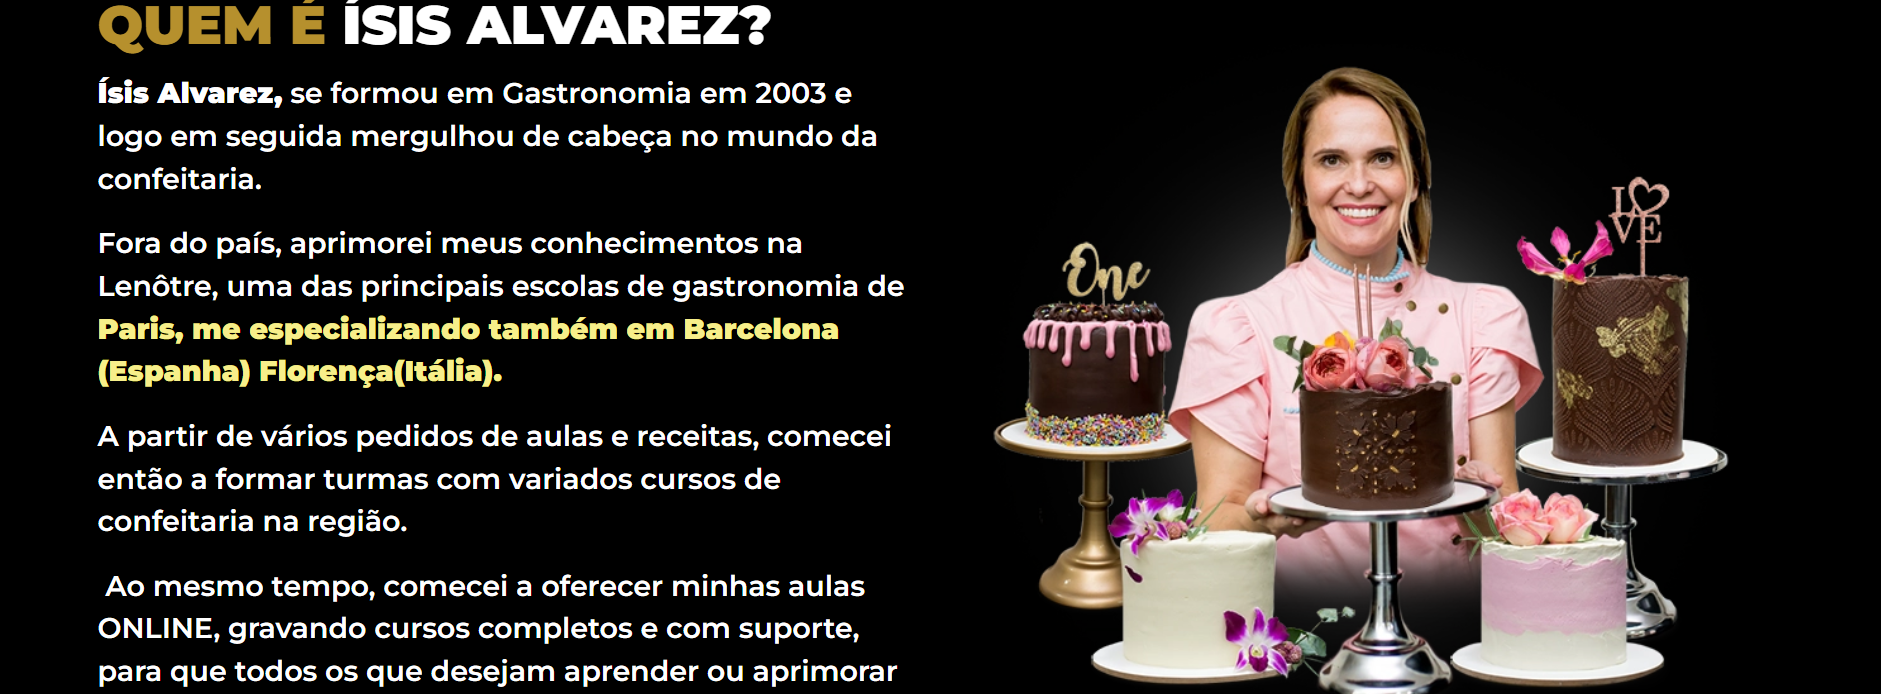 QUEM É ÍSIS ALVAREZ?
Ísis Alvarez, se formou em Gastronomia em 2003 e
logo em seguida mergulhou de cabeça no mundo da
confeitaria.
Fora do país, aprimorei meus conhecimentos na
Lenôtre, uma das principais escolas de gastronomia de
Paris, me especializando também em Barcelona
(Espanha) Florença(Itália).
A partir de vários pedidos de aulas e receitas, comecei
então a formar turmas com variados cursos de
confeitaria na região.
Ao mesmo tempo, comecei a oferecer minhas aulas
ONLINE, gravando cursos completos e com suporte,
para que todos os que desejam aprender ou aprimorar
One
LO
VE